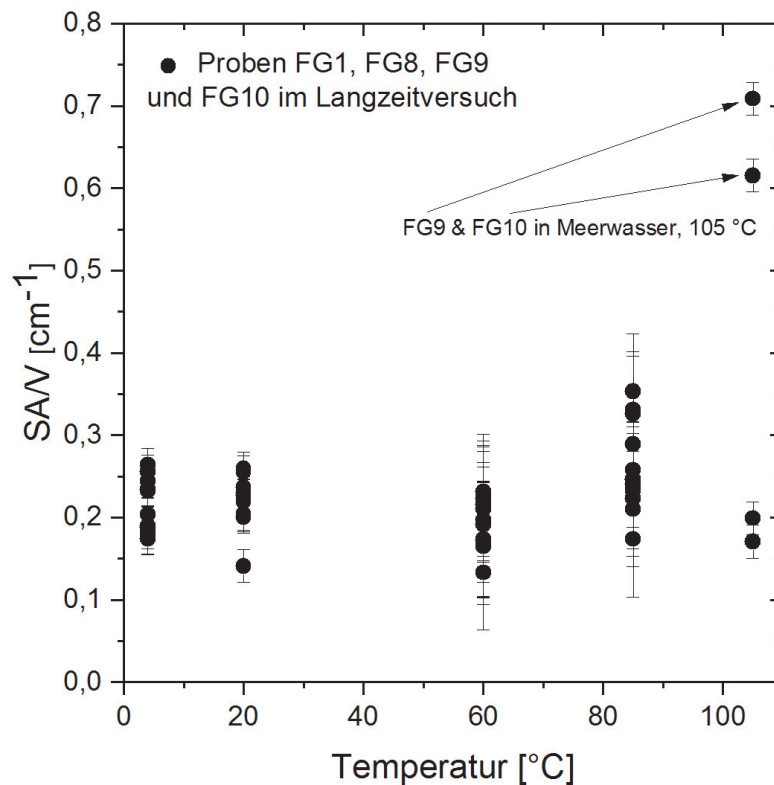 Proben FG1, FG8, FG9
und FG10 im Langzeitversuch
FG9 & FG10 in Meerwasser, 105 °C
SA/V [cm⁻¹]
0,8
0,7
0,6
0,5
0,4
0,3
0,2
0,1
0,0
0 20 40 60 80 100
Temperatur [°C]